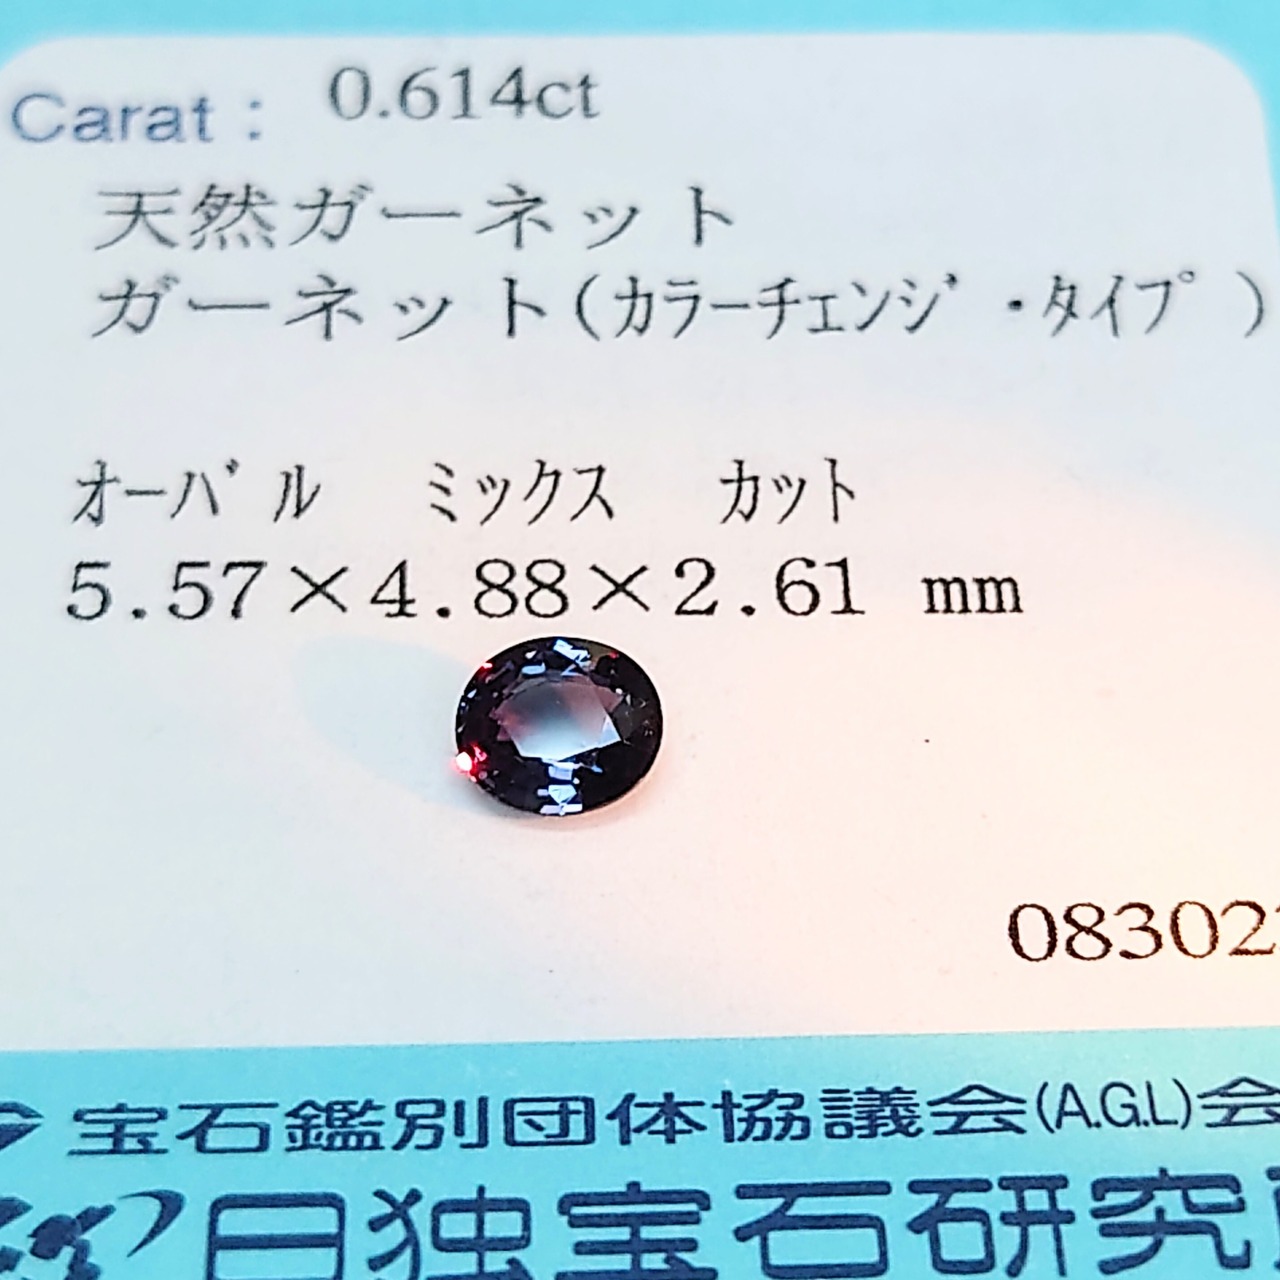 Carat : 0.614ct
天然ガーネット
ガーネット(カラーチェンジ・タイプ)
オーバル ミックス カット
5.57×4.88×2.61 mm
08302
宝石鑑別団体協議会(A.G.L)会
日独宝石研究